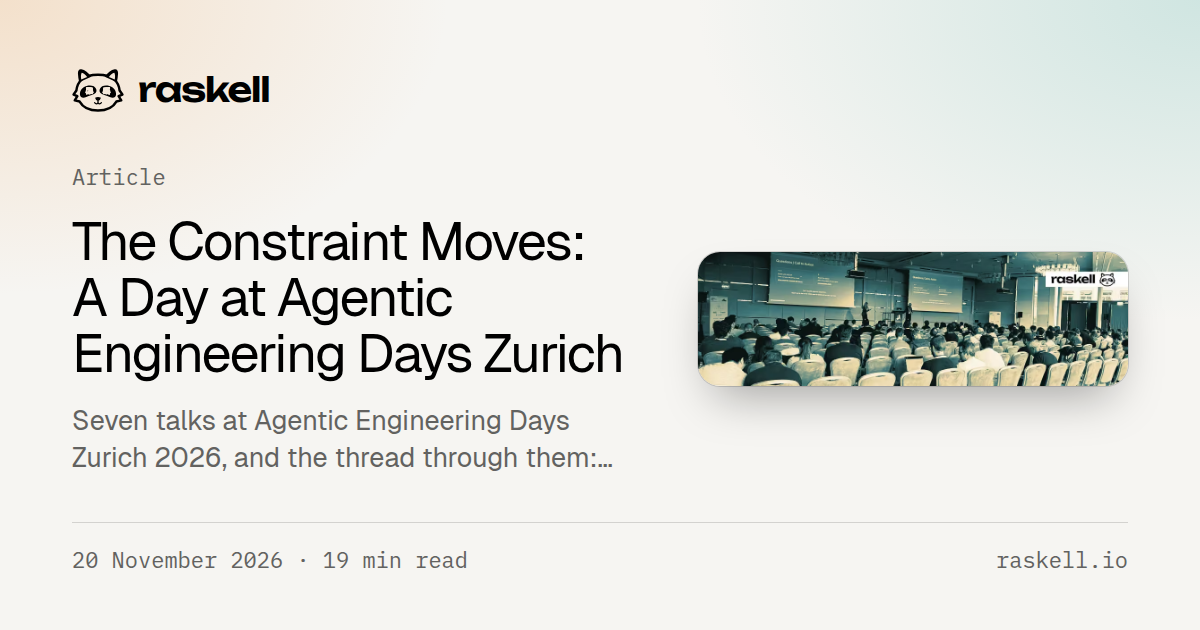 raskell
Article
The Constraint Moves:
A Day at Agentic
Engineering Days Zurich
raskell
Seven talks at Agentic Engineering Days
Zurich 2026, and the thread through them:...
20 November 2026 · 19 min read
raskell.io